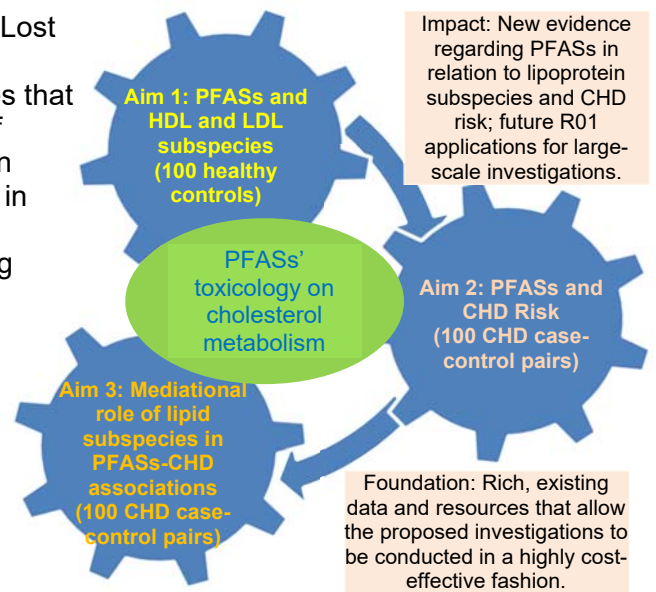 Lost
s that
f
n
in
g
Aim 1: PFASs and
HDL and LDL
subspecies
(100 healthy
controls)
Impact: New evidence
regarding PFASs in
relation to lipoprotein
subspecies and CHD
risk; future R01
applications for large-
scale investigations.
PFASs’
toxicology on
cholesterol
metabolism
Aim 2: PFASs and
CHD Risk
(100 CHD case-
control pairs)
Aim 3: Mediational
role of lipid
subspecies in
PFASs-CHD
associations
(100 CHD case-
control pairs)
Foundation: Rich, existing
data and resources that allow
the proposed investigations to
be conducted in a highly cost-
effective fashion.